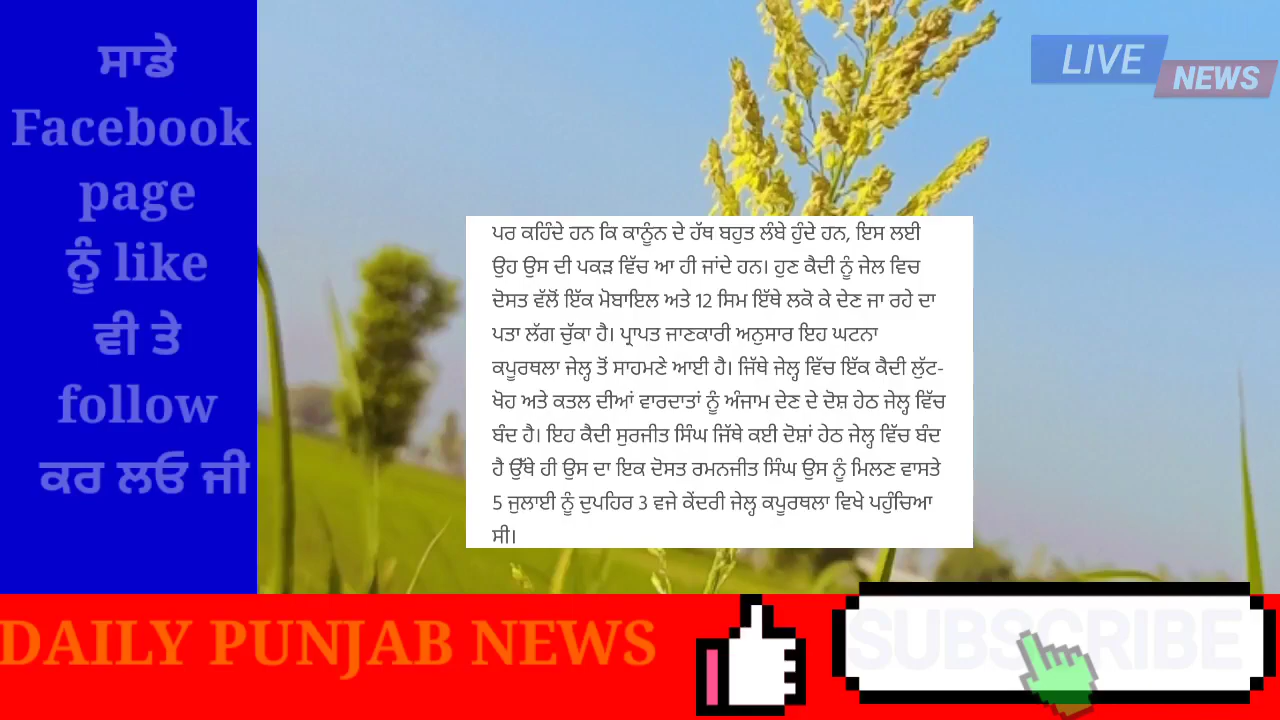 ਸਾਡੇ
Facebook
page
ਨੂੰ like
ਵੀ ਤੇ
follow
ਕਰ ਲਓ ਜੀ
LIVE
NEWS
ਪਰ ਕਹਿੰਦੇ ਹਨ ਕਿ ਕਾਨੂੰਨ ਦੇ ਹੱਥ ਬਹੁਤ ਲੰਬੇ ਹੁੰਦੇ ਹਨ, ਇਸ ਲਈ
ਉਹ ਉਸ ਦੀ ਪਕੜ ਵਿੱਚ ਆ ਹੀ ਜਾਂਦੇ ਹਨ। ਹੁਣ ਕੈਦੀ ਨੂੰ ਜੇਲ ਵਿਚ
ਦੋਸਤ ਵੱਲੋਂ ਇੱਕ ਮੋਬਾਇਲ ਅਤੇ 12 ਸਿਮ ਇੱਥੇ ਲਕੋ ਕੇ ਦੇਣ ਜਾ ਰਹੇ ਦਾ
ਪਤਾ ਲੱਗ ਚੁੱਕਾ ਹੈ। ਪ੍ਰਾਪਤ ਜਾਣਕਾਰੀ ਅਨੁਸਾਰ ਇਹ ਘਟਨਾ
ਕਪੂਰਥਲਾ ਜੇਲ੍ਹ ਤੋਂ ਸਾਹਮਣੇ ਆਈ ਹੈ। ਜਿੱਥੇ ਜੇਲ੍ਹ ਵਿੱਚ ਇੱਕ ਕੈਦੀ ਲੁੱਟ-
ਖੋਹ ਅਤੇ ਕਤਲ ਦੀਆਂ ਵਾਰਦਾਤਾਂ ਨੂੰ ਅੰਜਾਮ ਦੇਣ ਦੇ ਦੋਸ਼ ਹੇਠ ਜੇਲ੍ਹ ਵਿੱਚ
ਬੰਦ ਹੈ। ਇਹ ਕੈਦੀ ਸੁਰਜੀਤ ਸਿੰਘ ਜਿੱਥੇ ਕਈ ਦੋਸ਼ਾਂ ਹੇਠ ਜੇਲ੍ਹ ਵਿੱਚ ਬੰਦ
ਹੈ ਉੱਥੇ ਹੀ ਉਸ ਦਾ ਇਕ ਦੋਸਤ ਰਮਨਜੀਤ ਸਿੰਘ ਉਸ ਨੂੰ ਮਿਲਣ ਵਾਸਤੇ
5 ਜੁਲਾਈ ਨੂੰ ਦੁਪਹਿਰ 3 ਵਜੇ ਕੇਂਦਰੀ ਜੇਲ੍ਹ ਕਪੂਰਥਲਾ ਵਿਖੇ ਪਹੁੰਚਿਆ
ਸੀ।
DAILY PUNJAB NEWS
SUBSCRIBE